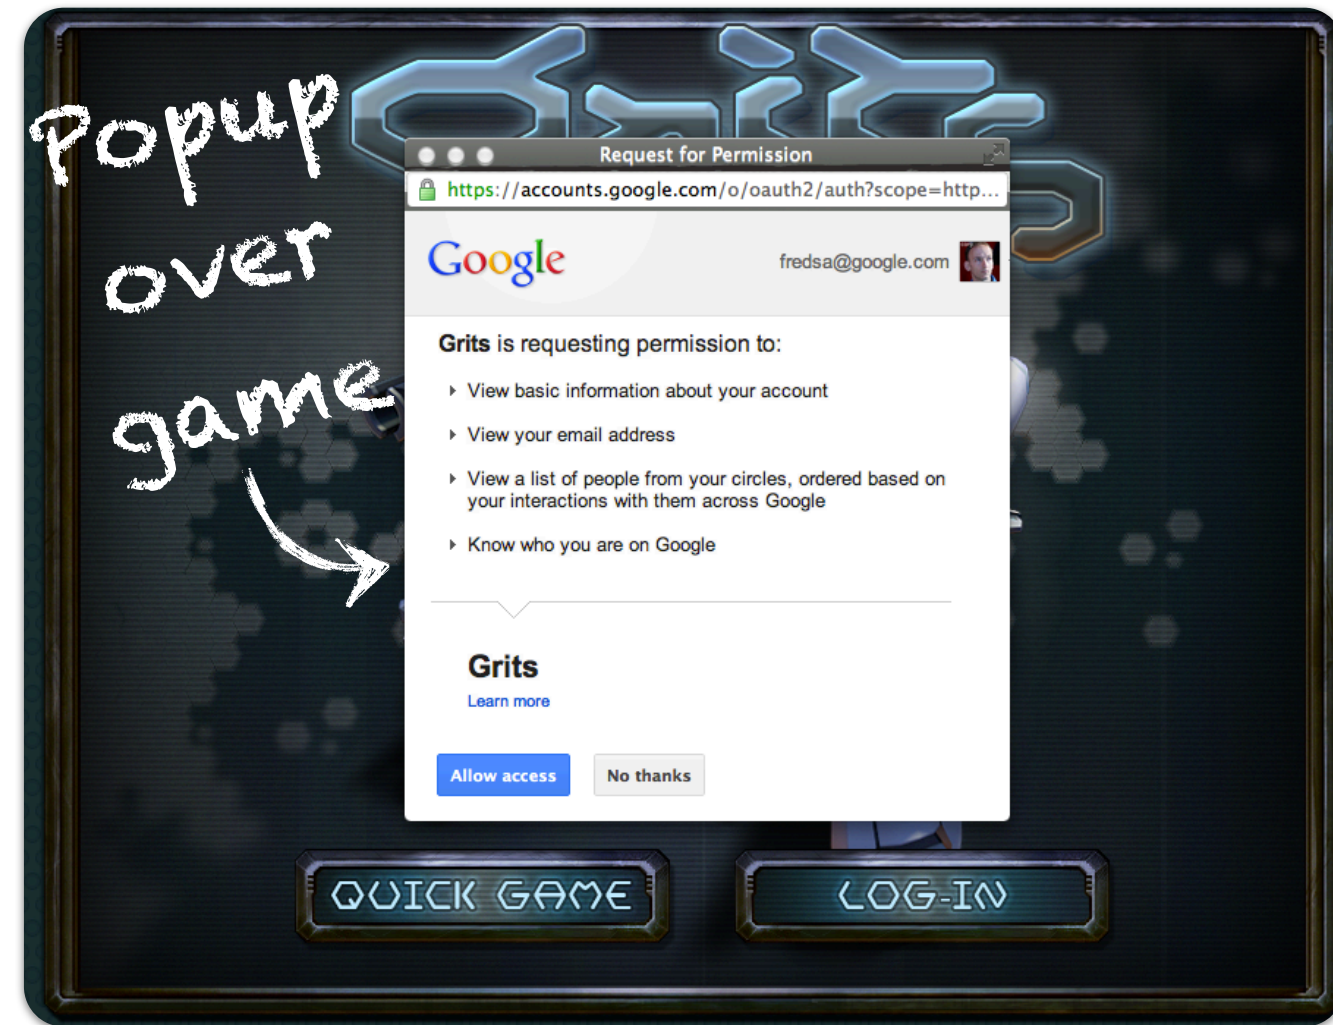 Grits
Popup
over
game
Request for Permission
https://accounts.google.com/o/oauth2/auth?scope=http...
Google
fredsa@google.com
Grits is requesting permission to:
View basic information about your account
View your email address
View a list of people from your circles, ordered based on
your interactions with them across Google
Know who you are on Google
Grits
Learn more
Allow access
No thanks
QUICK GAME
LOG-IN